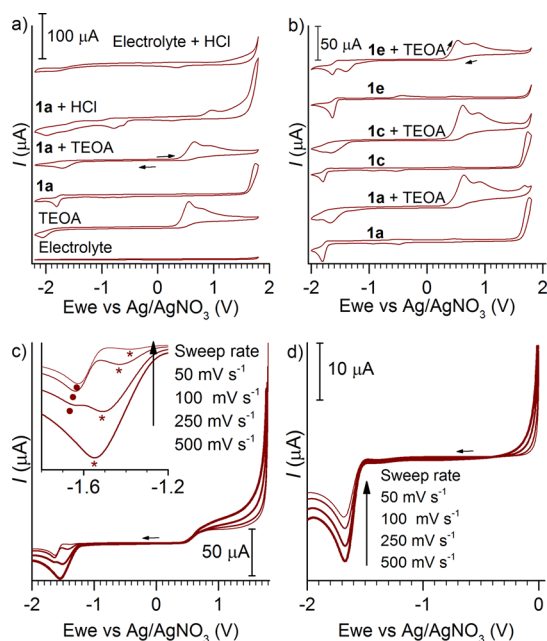 a)
100 µA
Electrolyte + HCl
1a + HCl
1a + TEOA
1a
TEOA
Electrolyte
I (µA)
-2 -1 0 1 2
Ewe vs Ag/AgNO3 (V)
b)
50 µA
1e + TEOA
1e
1c + TEOA
1c
1a + TEOA
1a
I (µA)
-2 -1 0 1 2
Ewe vs Ag/AgNO3 (V)
c)
Sweep rate
50 mV s-1
100 mV s-1
250 mV s-1
500 mV s-1
* * * *
-1.6 -1.2
50 µA
I (µA)
-2 -1 0 1
Ewe vs Ag/AgNO3 (V)
d)
10 µA
Sweep rate
50 mV s-1
100 mV s-1
250 mV s-1
500 mV s-1
I (µA)
-2 -1 0
Ewe vs Ag/AgNO3 (V)